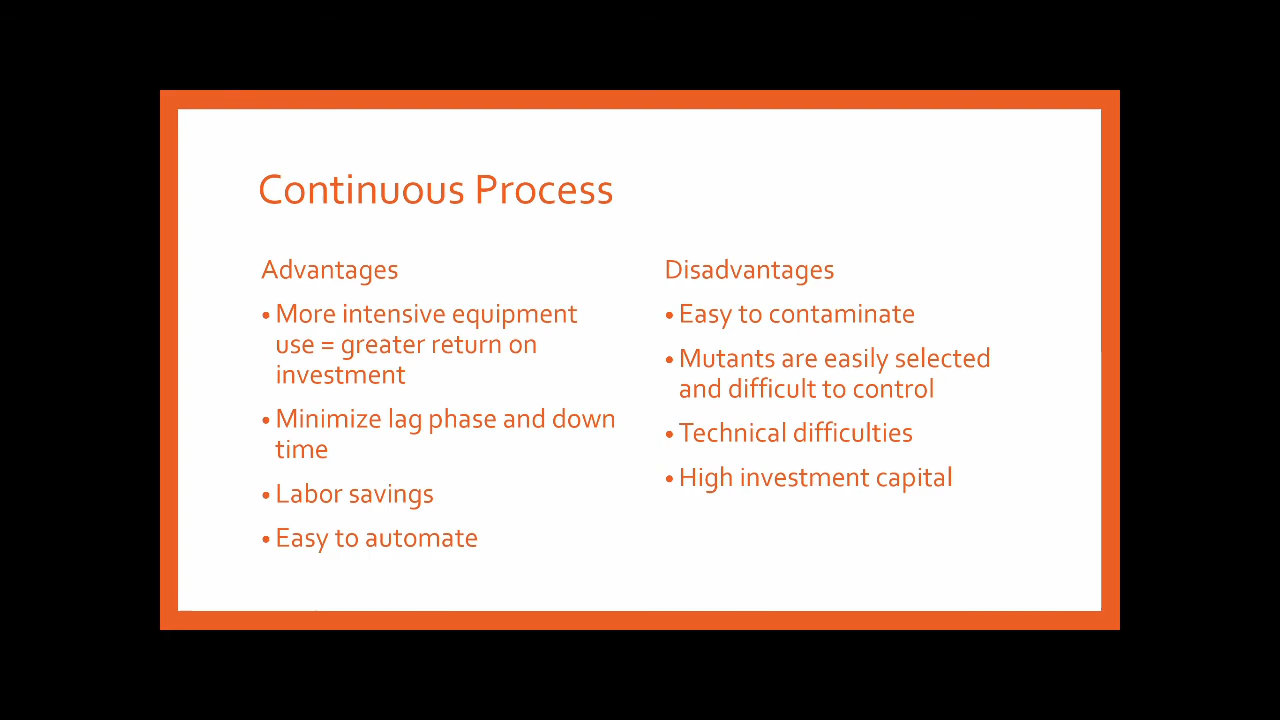 Continuous Process
Advantages
• More intensive equipment
use = greater return on
investment
• Minimize lag phase and down
time
• Labor savings
• Easy to automate
Disadvantages
• Easy to contaminate
• Mutants are easily selected
and difficult to control
• Technical difficulties
• High investment capital